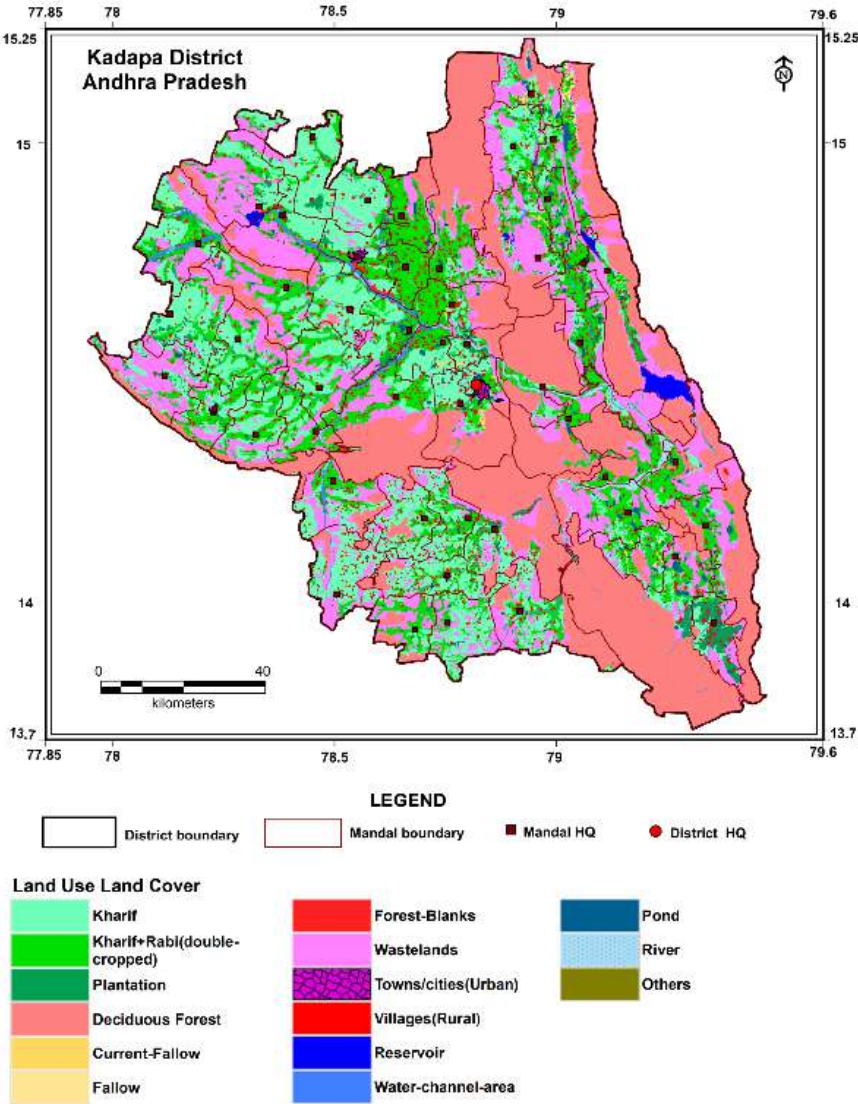 77.85 78 78.5 79 79.6
15.25 15.25
Kadapa District
Andhra Pradesh
N
15 15
14 14
0 40
kilometers
13.7 13.7
77.85 78 78.5 79 79.6
LEGEND
District boundary Mandal boundary Mandal HQ District HQ
Land Use Land Cover
Kharif Forest-Blanks Pond
Kharif+Rabi(double-
cropped) Wastelands River
Plantation Towns/cities(Urban) Others
Deciduous Forest Villages(Rural)
Current-Fallow Reservoir
Fallow Water-channel-area